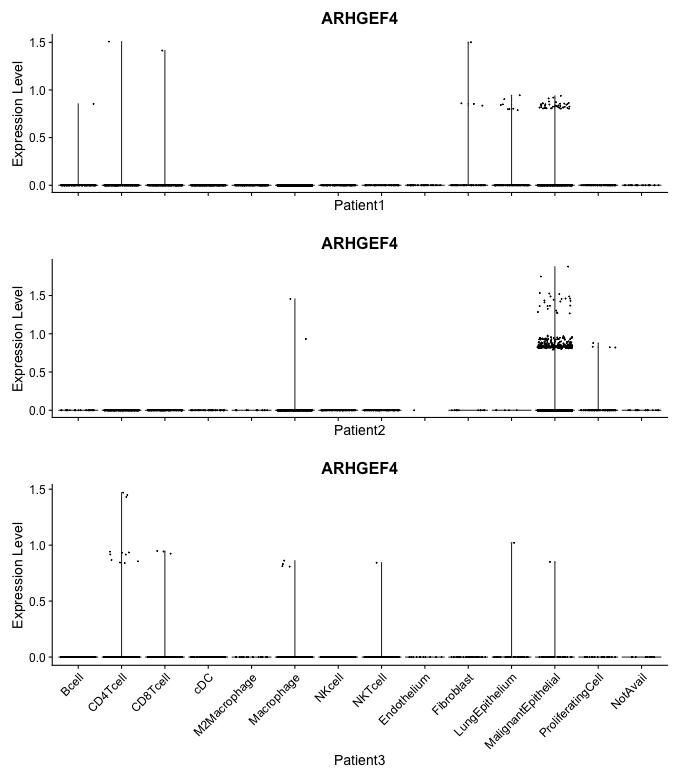 ARHGEF4
Expression Level
1.5
1.0
0.5
0.0
Patient1
ARHGEF4
Expression Level
1.5
1.0
0.5
0.0
Patient2
ARHGEF4
Expression Level
1.5
1.0
0.5
0.0
Bcell
CD4Tcell
CD8Tcell
cDC
M2Macrophage
Macrophage
NKcell
NKTcell
Endothelium
Fibroblast
LungEpithelium
MalignantEpithelial
ProliferatingCell
NotAvail
Patient3